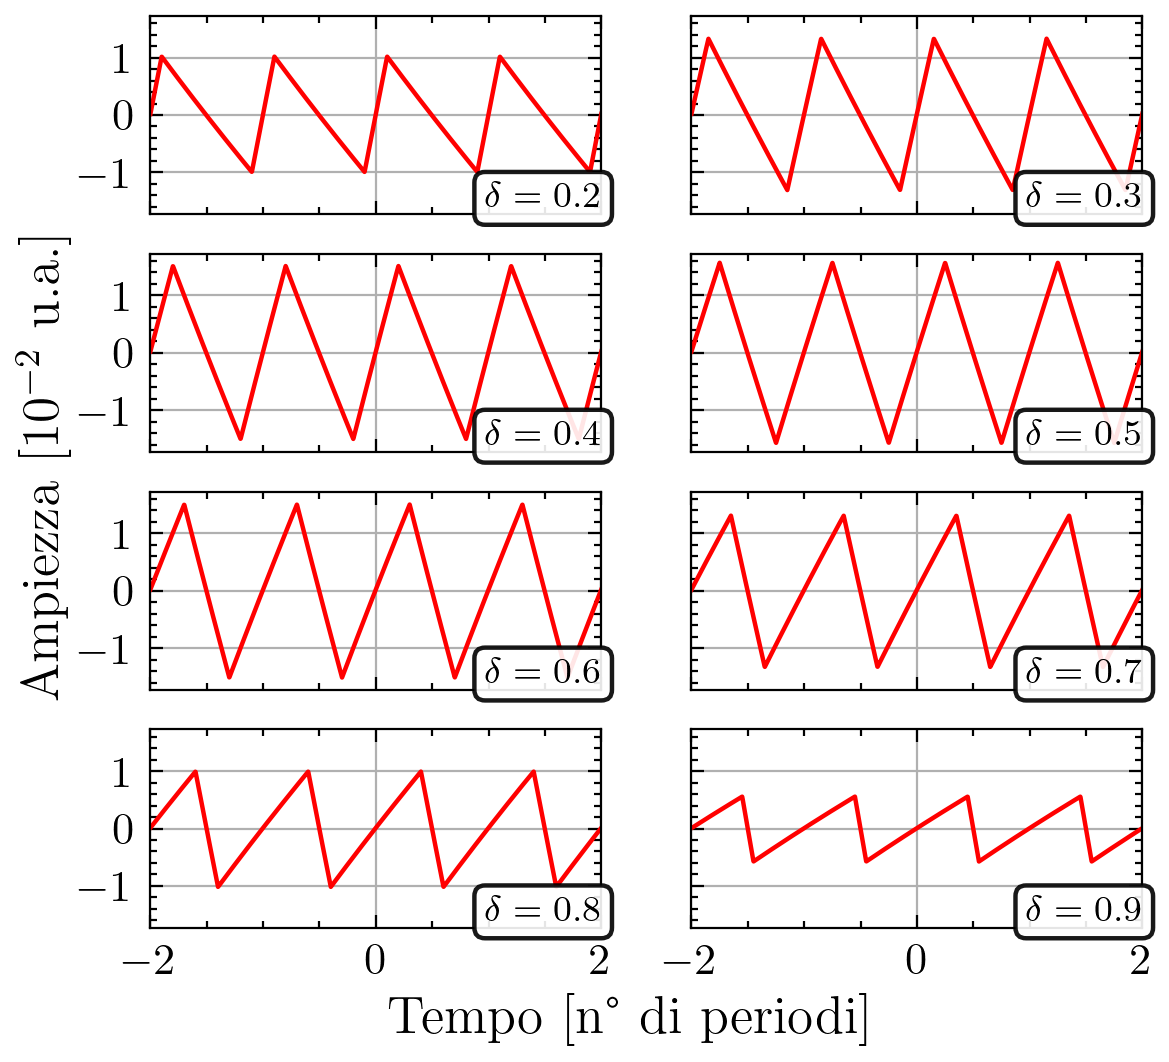 1
0
−1
δ = 0.2
δ = 0.3
1
0
−1
δ = 0.4
δ = 0.5
1
0
−1
δ = 0.6
δ = 0.7
1
0
−1
δ = 0.8
δ = 0.9
−2 0 2
−2 0 2
Tempo [n° di periodi]
Ampiezza [10⁻² u.a.]